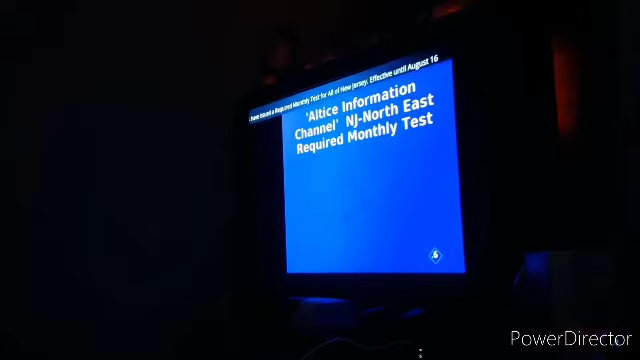 have issued a Required Monthly Test for All of New Jersey. Effective until August 16
'Altice Information
Channel' NJ-North East
Required Monthly Test
PowerDirector